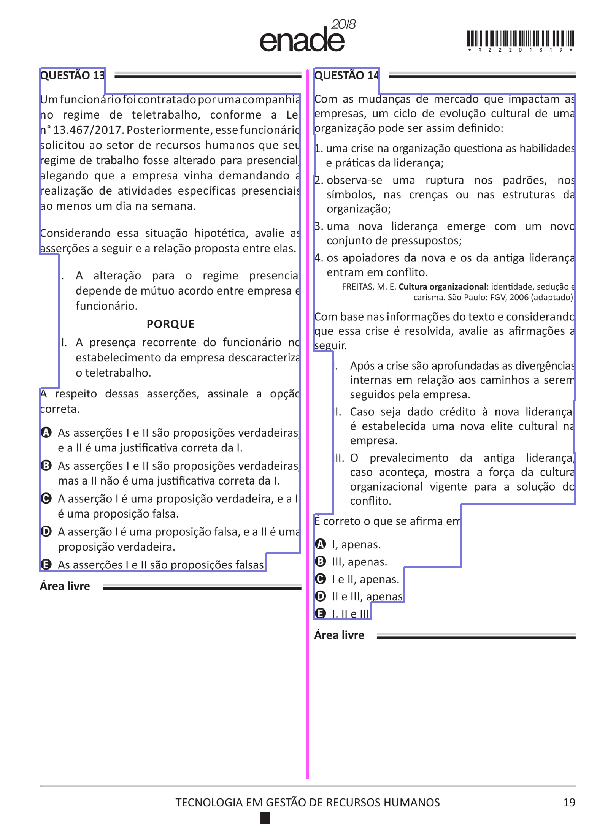 enade 2018
*R2220181 9*
QUESTÃO 13
Um funcionário foi contratado por uma companhia
no regime de teletrabalho, conforme a Lei
n° 13.467/2017. Posteriormente, esse funcionário
solicitou ao setor de recursos humanos que seu
regime de trabalho fosse alterado para presencial,
alegando que a empresa vinha demandando a
realização de atividades específicas presenciais
ao menos um dia na semana.
Considerando essa situação hipotética, avalie as
asserções a seguir e a relação proposta entre elas.
I. A alteração para o regime presencial
depende de mútuo acordo entre empresa e
funcionário.
PORQUE
II. A presença recorrente do funcionário no
estabelecimento da empresa descaracteriza
o teletrabalho.
A respeito dessas asserções, assinale a opção
correta.
A As asserções I e II são proposições verdadeiras,
e a II é uma justificativa correta da I.
B As asserções I e II são proposições verdadeiras,
mas a II não é uma justificativa correta da I.
C A asserção I é uma proposição verdadeira, e a II
é uma proposição falsa.
D A asserção I é uma proposição falsa, e a II é uma
proposição verdadeira.
E As asserções I e II são proposições falsas.
Área livre
QUESTÃO 14
Com as mudanças de mercado que impactam as
empresas, um ciclo de evolução cultural de uma
organização pode ser assim definido:
1. uma crise na organização questiona as habilidades
e práticas da liderança;
2. observa-se uma ruptura nos padrões, nos
símbolos, nas crenças ou nas estruturas da
organização;
3. uma nova liderança emerge com um novo
conjunto de pressupostos;
4. os apoiadores da nova e os da antiga liderança
entram em conflito.
FREITAS, M. E. Cultura organizacional: identidade, sedução e
carisma. São Paulo: FGV, 2006 (adaptado).
Com base nas informações do texto e considerando
que essa crise é resolvida, avalie as afirmações a
seguir.
I. Após a crise são aprofundadas as divergências
internas em relação aos caminhos a serem
seguidos pela empresa.
II. Caso seja dado crédito à nova liderança,
é estabelecida uma nova elite cultural na
empresa.
III. O prevalecimento da antiga liderança,
caso aconteça, mostra a força da cultura
organizacional vigente para a solução do
conflito.
É correto o que se afirma em
A I, apenas.
B III, apenas.
C I e II, apenas.
D II e III, apenas.
E I, II e III.
Área livre
TECNOLOGIA EM GESTÃO DE RECURSOS HUMANOS
19